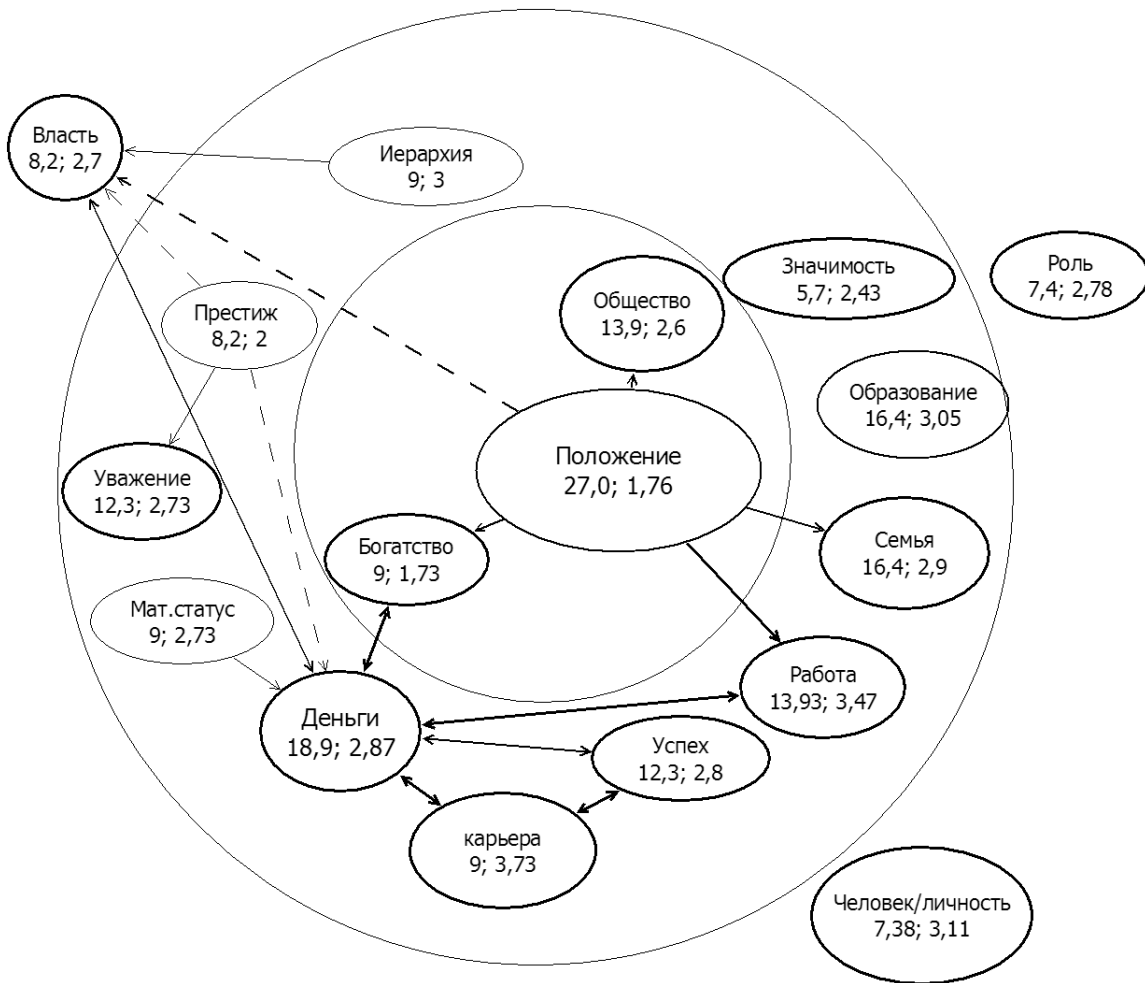 Власть
8,2; 2,7
Иерархия
9; 3
Значимость
5,7; 2,43
Роль
7,4; 2,78
Общество
13,9; 2,6
Престиж
8,2; 2
Образование
16,4; 3,05
Положение
27,0; 1,76
Уважение
12,3; 2,73
Богатство
9; 1,73
Семья
16,4; 2,9
Мат.статус
9; 2,73
Работа
13,93; 3,47
Деньги
18,9; 2,87
Успех
12,3; 2,8
карьера
9; 3,73
Человек/личность
7,38; 3,11